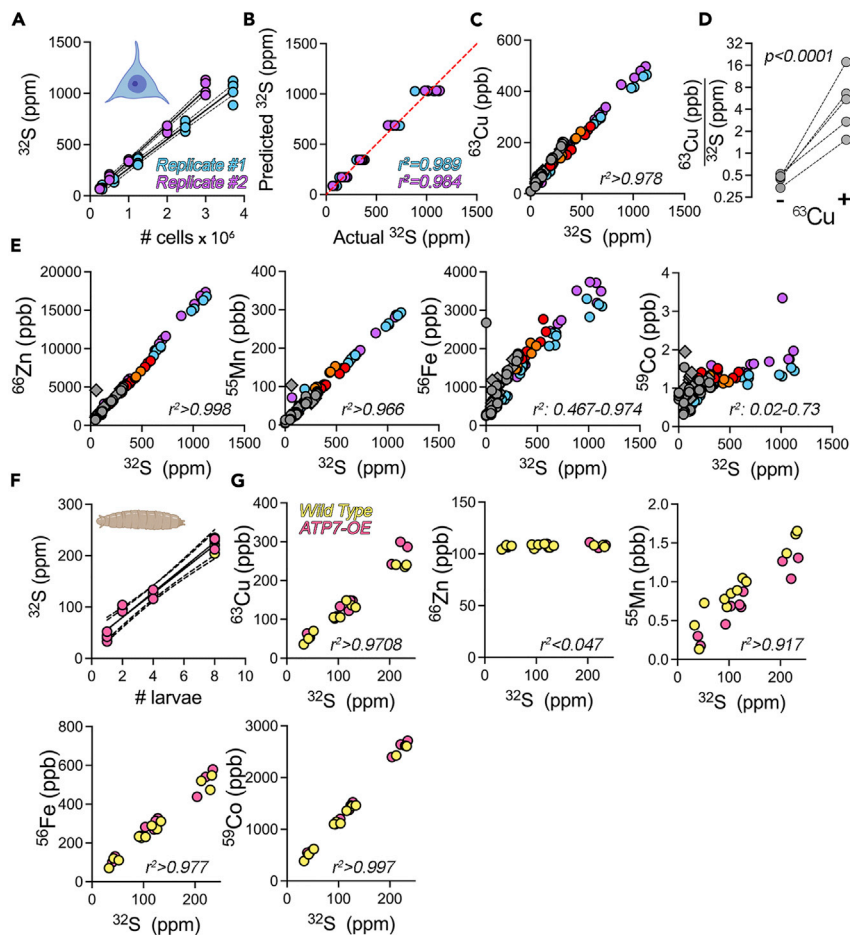 A
³²S (ppm)
1500
1000
500
0
Replicate #1
Replicate #2
0 1 2 3 4
# cells x 10⁶
B
Predicted ³²S (ppm)
1500
1000
500
0
r²=0.989
r²=0.984
0 500 1000 1500
Actual ³²S (ppm)
C
⁶³Cu (ppb)
600
400
200
0
r²>0.978
0 500 1000 1500
³²S (ppm)
D
⁶³Cu (ppb)
³²S (ppm)
32
16
8
4
2
1
0.5
0.25
p<0.0001
- +
⁶³Cu
E
⁶⁶Zn (ppb)
20000
15000
10000
5000
0
r²>0.998
0 500 1000 1500
³²S (ppm)
⁵⁵Mn (pbb)
400
300
200
100
0
r²>0.966
0 500 1000 1500
³²S (ppm)
⁵⁶Fe (ppb)
4000
3000
2000
1000
0
r²: 0.467-0.974
0 500 1000 1500
³²S (ppm)
⁵⁹Co (ppb)
4
3
2
1
0
r²: 0.02-0.73
0 500 1000 1500
³²S (ppm)
F
³²S (ppm)
300
200
100
0
0 2 4 6 8 10
# larvae
G
⁶³Cu (ppb)
400
300
200
100
0
Wild Type
ATP7-OE
r²>0.9708
0 100 200
³²S (ppm)
⁶⁶Zn (ppb)
150
100
50
0
r²<0.047
0 100 200
³²S (ppm)
⁵⁵Mn (pbb)
2.0
1.5
1.0
0.5
0.0
r²>0.917
0 100 200 300
³²S (ppm)
⁵⁶Fe (ppb)
800
600
400
200
0
r²>0.977
0 100 200
³²S (ppm)
⁵⁹Co (ppb)
3000
2000
1000
0
r²>0.997
0 100 200
³²S (ppm)